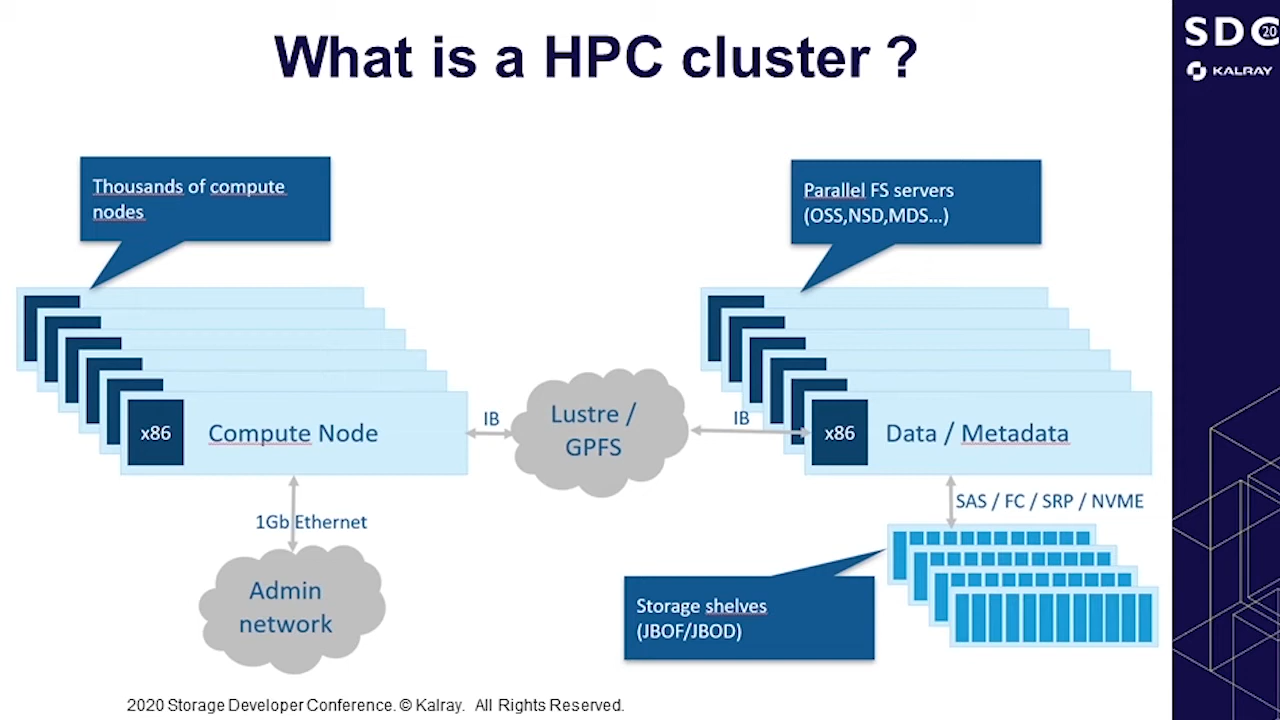 What is a HPC cluster ?
SDC 20
KALRAY
Thousands of compute
nodes
Parallel FS servers
(OSS,NSD,MDS...)
x86
Compute Node
IB
Lustre /
GPFS
IB
x86
Data / Metadata
1Gb Ethernet
SAS / FC / SRP / NVME
Admin
network
Storage shelves
(JBOF/JBOD)
2020 Storage Developer Conference. © Kalray. All Rights Reserved.